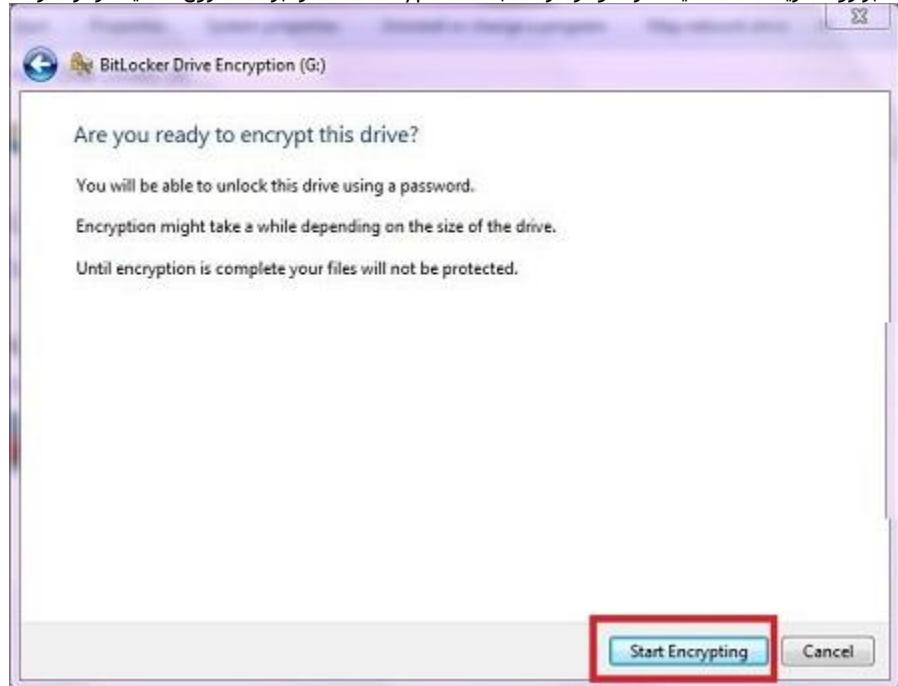 BitLocker Drive Encryption (G:)
Are you ready to encrypt this drive?
You will be able to unlock this drive using a password.
Encryption might take a while depending on the size of the drive.
Until encryption is complete your files will not be protected.
Start Encrypting
Cancel